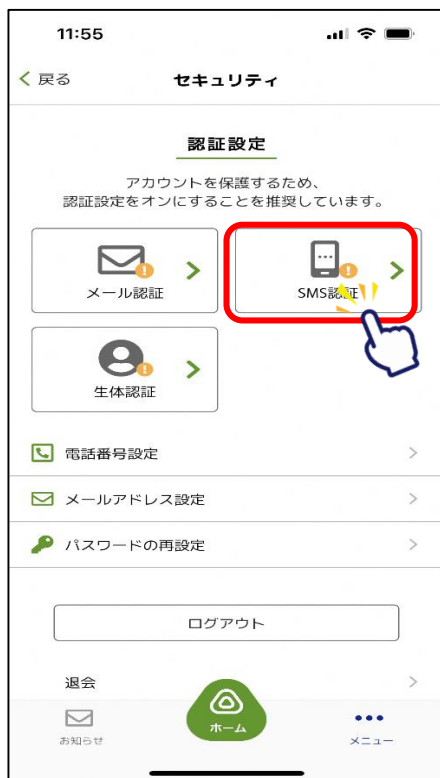 11:55
戻る
セキュリティ
認証設定
アカウントを保護するため、
認証設定をオンにすることを推奨しています。
メール認証
SMS認証
生体認証
電話番号設定
メールアドレス設定
パスワードの再設定
ログアウト
退会
お知らせ
ホーム
メニュー